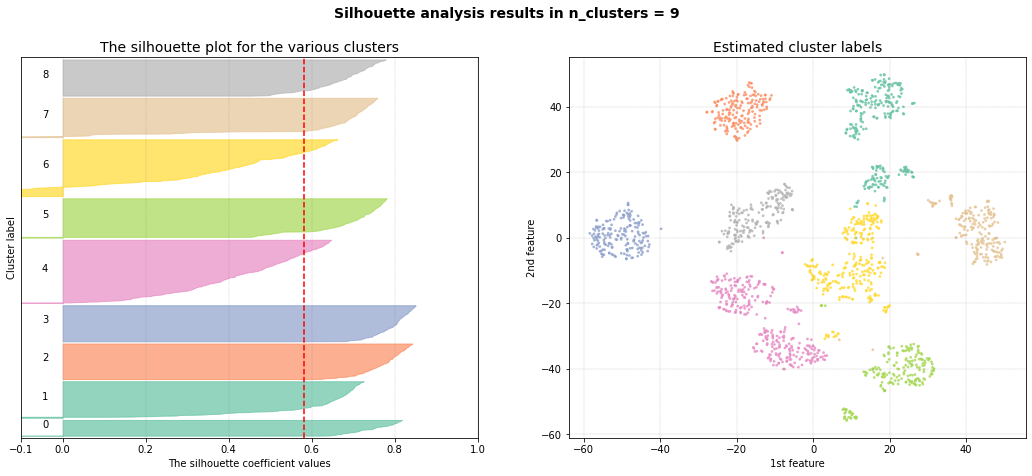 Silhouette analysis results in n_clusters = 9
The silhouette plot for the various clusters
8
7
6
5
4
3
2
1
0
Cluster label
−0.1 0.0 0.2 0.4 0.6 0.8 1.0
The silhouette coefficient values
Estimated cluster labels
40
20
0
−20
−40
−60
2nd feature
−60 −40 −20 0 20 40
1st feature